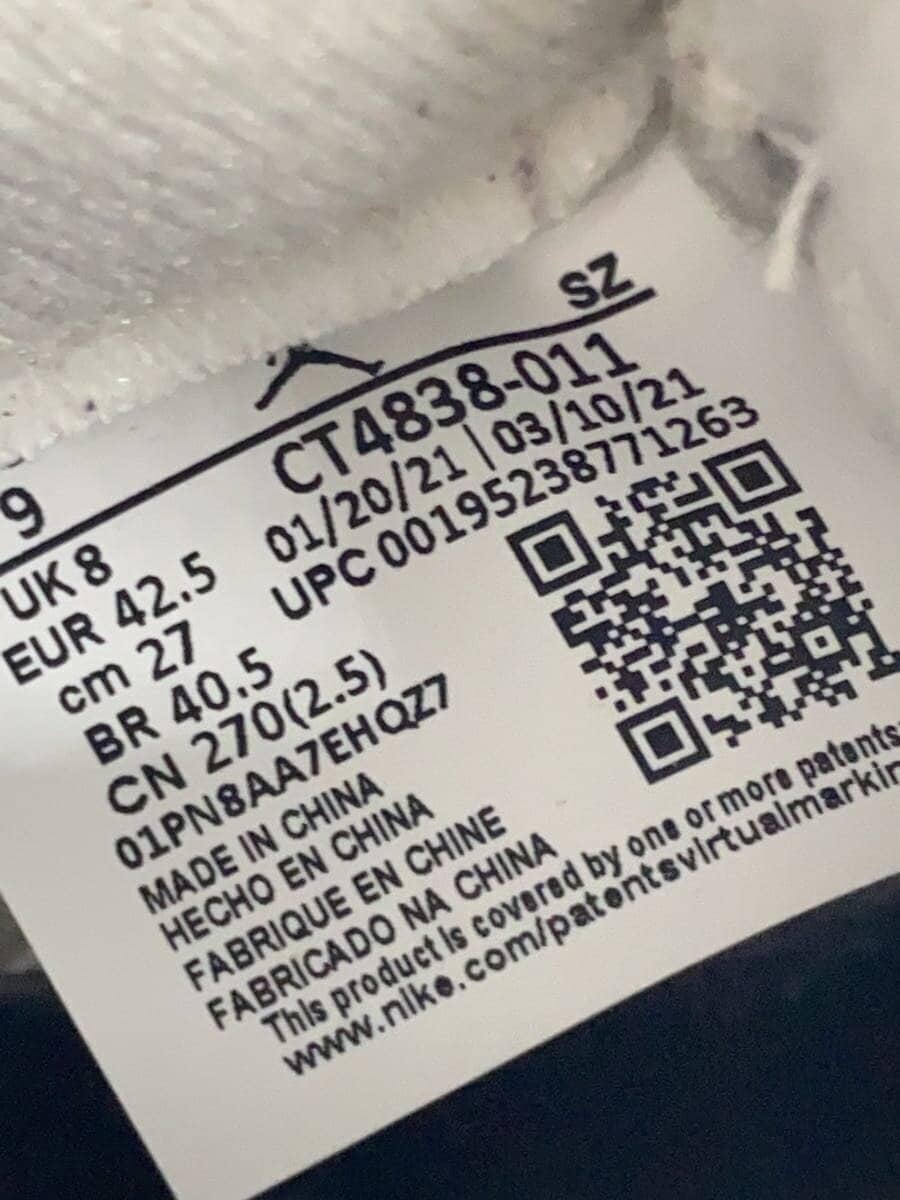 SZ
9
CT4838-011
UK 8
01/20/21 | 03/10/21
EUR 42.5
UPC 00195238771263
cm 27
BR 40.5
CN 270(2.5)
01PN8AA7EHQZ7
MADE IN CHINA
HECHO EN CHINA
FABRIQUE EN CHINE
FABRICADO NA CHINA
This product is covered by one or more patents
www.nike.com/patentsvirtualmarkin